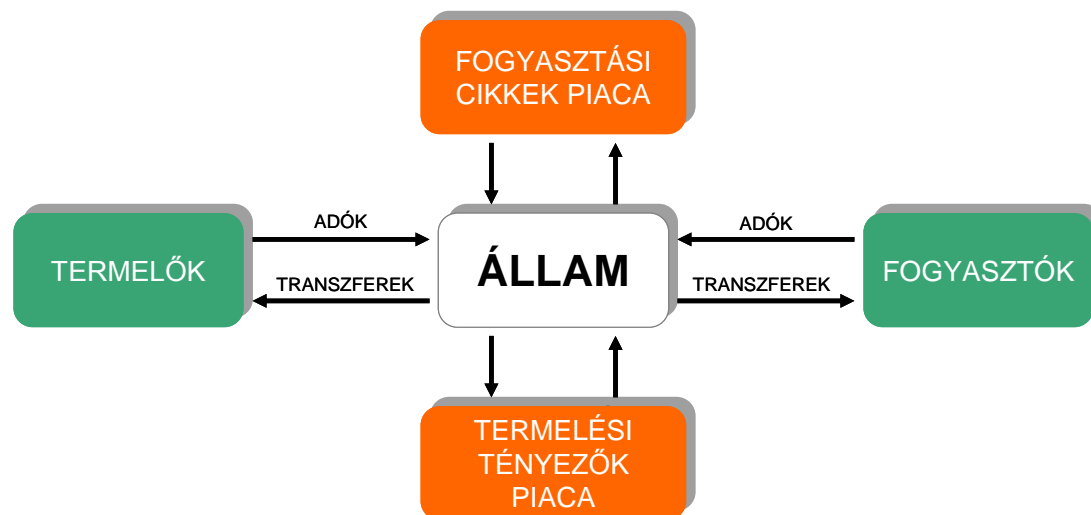 FOGYASZTÁSI
CIKKEK PIACA
ADÓK
ADÓK
TERMELŐK
ÁLLAM
FOGYASZTÓK
TRANSZFEREK
TRANSZFEREK
TERMELÉSI
TÉNYEZŐK
PIACA